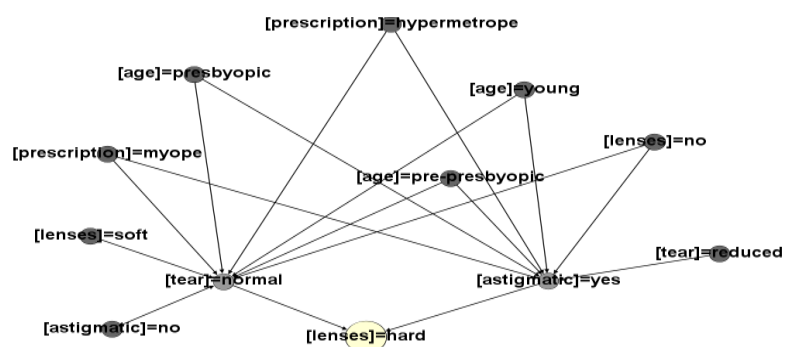 [prescription]=hypermetrope
[age]=presbyopic
[age]=young
[lenses]=no
[prescription]=myope
[age]=pre-presbyopic
[lenses]=soft
[tear]=reduced
[tear]=normal
[astigmatic]=yes
[astigmatic]=no
[lenses]=hard